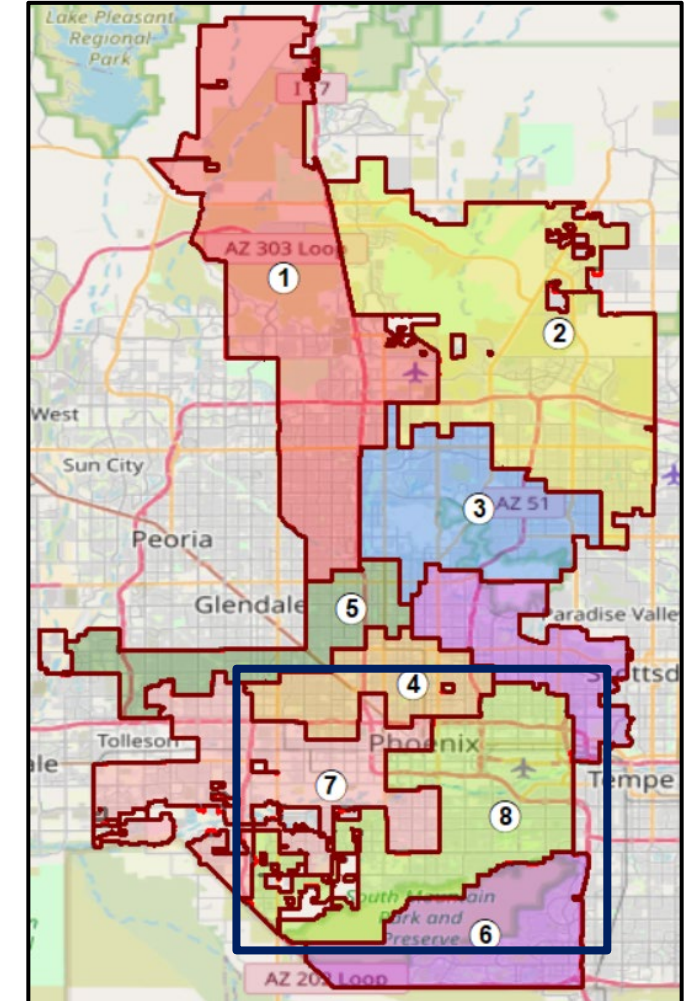 Lake Pleasant
Regional
Park
I 17
AZ 303 Loop
1
2
West
Sun City
3
AZ 51
Peoria
Glendale
5
Paradise Valle
4
Scottsd
Tolleson
Phoenix
ale
7
Tempe
8
South Mountain
Park and
Preserve
6
AZ 202 Loop